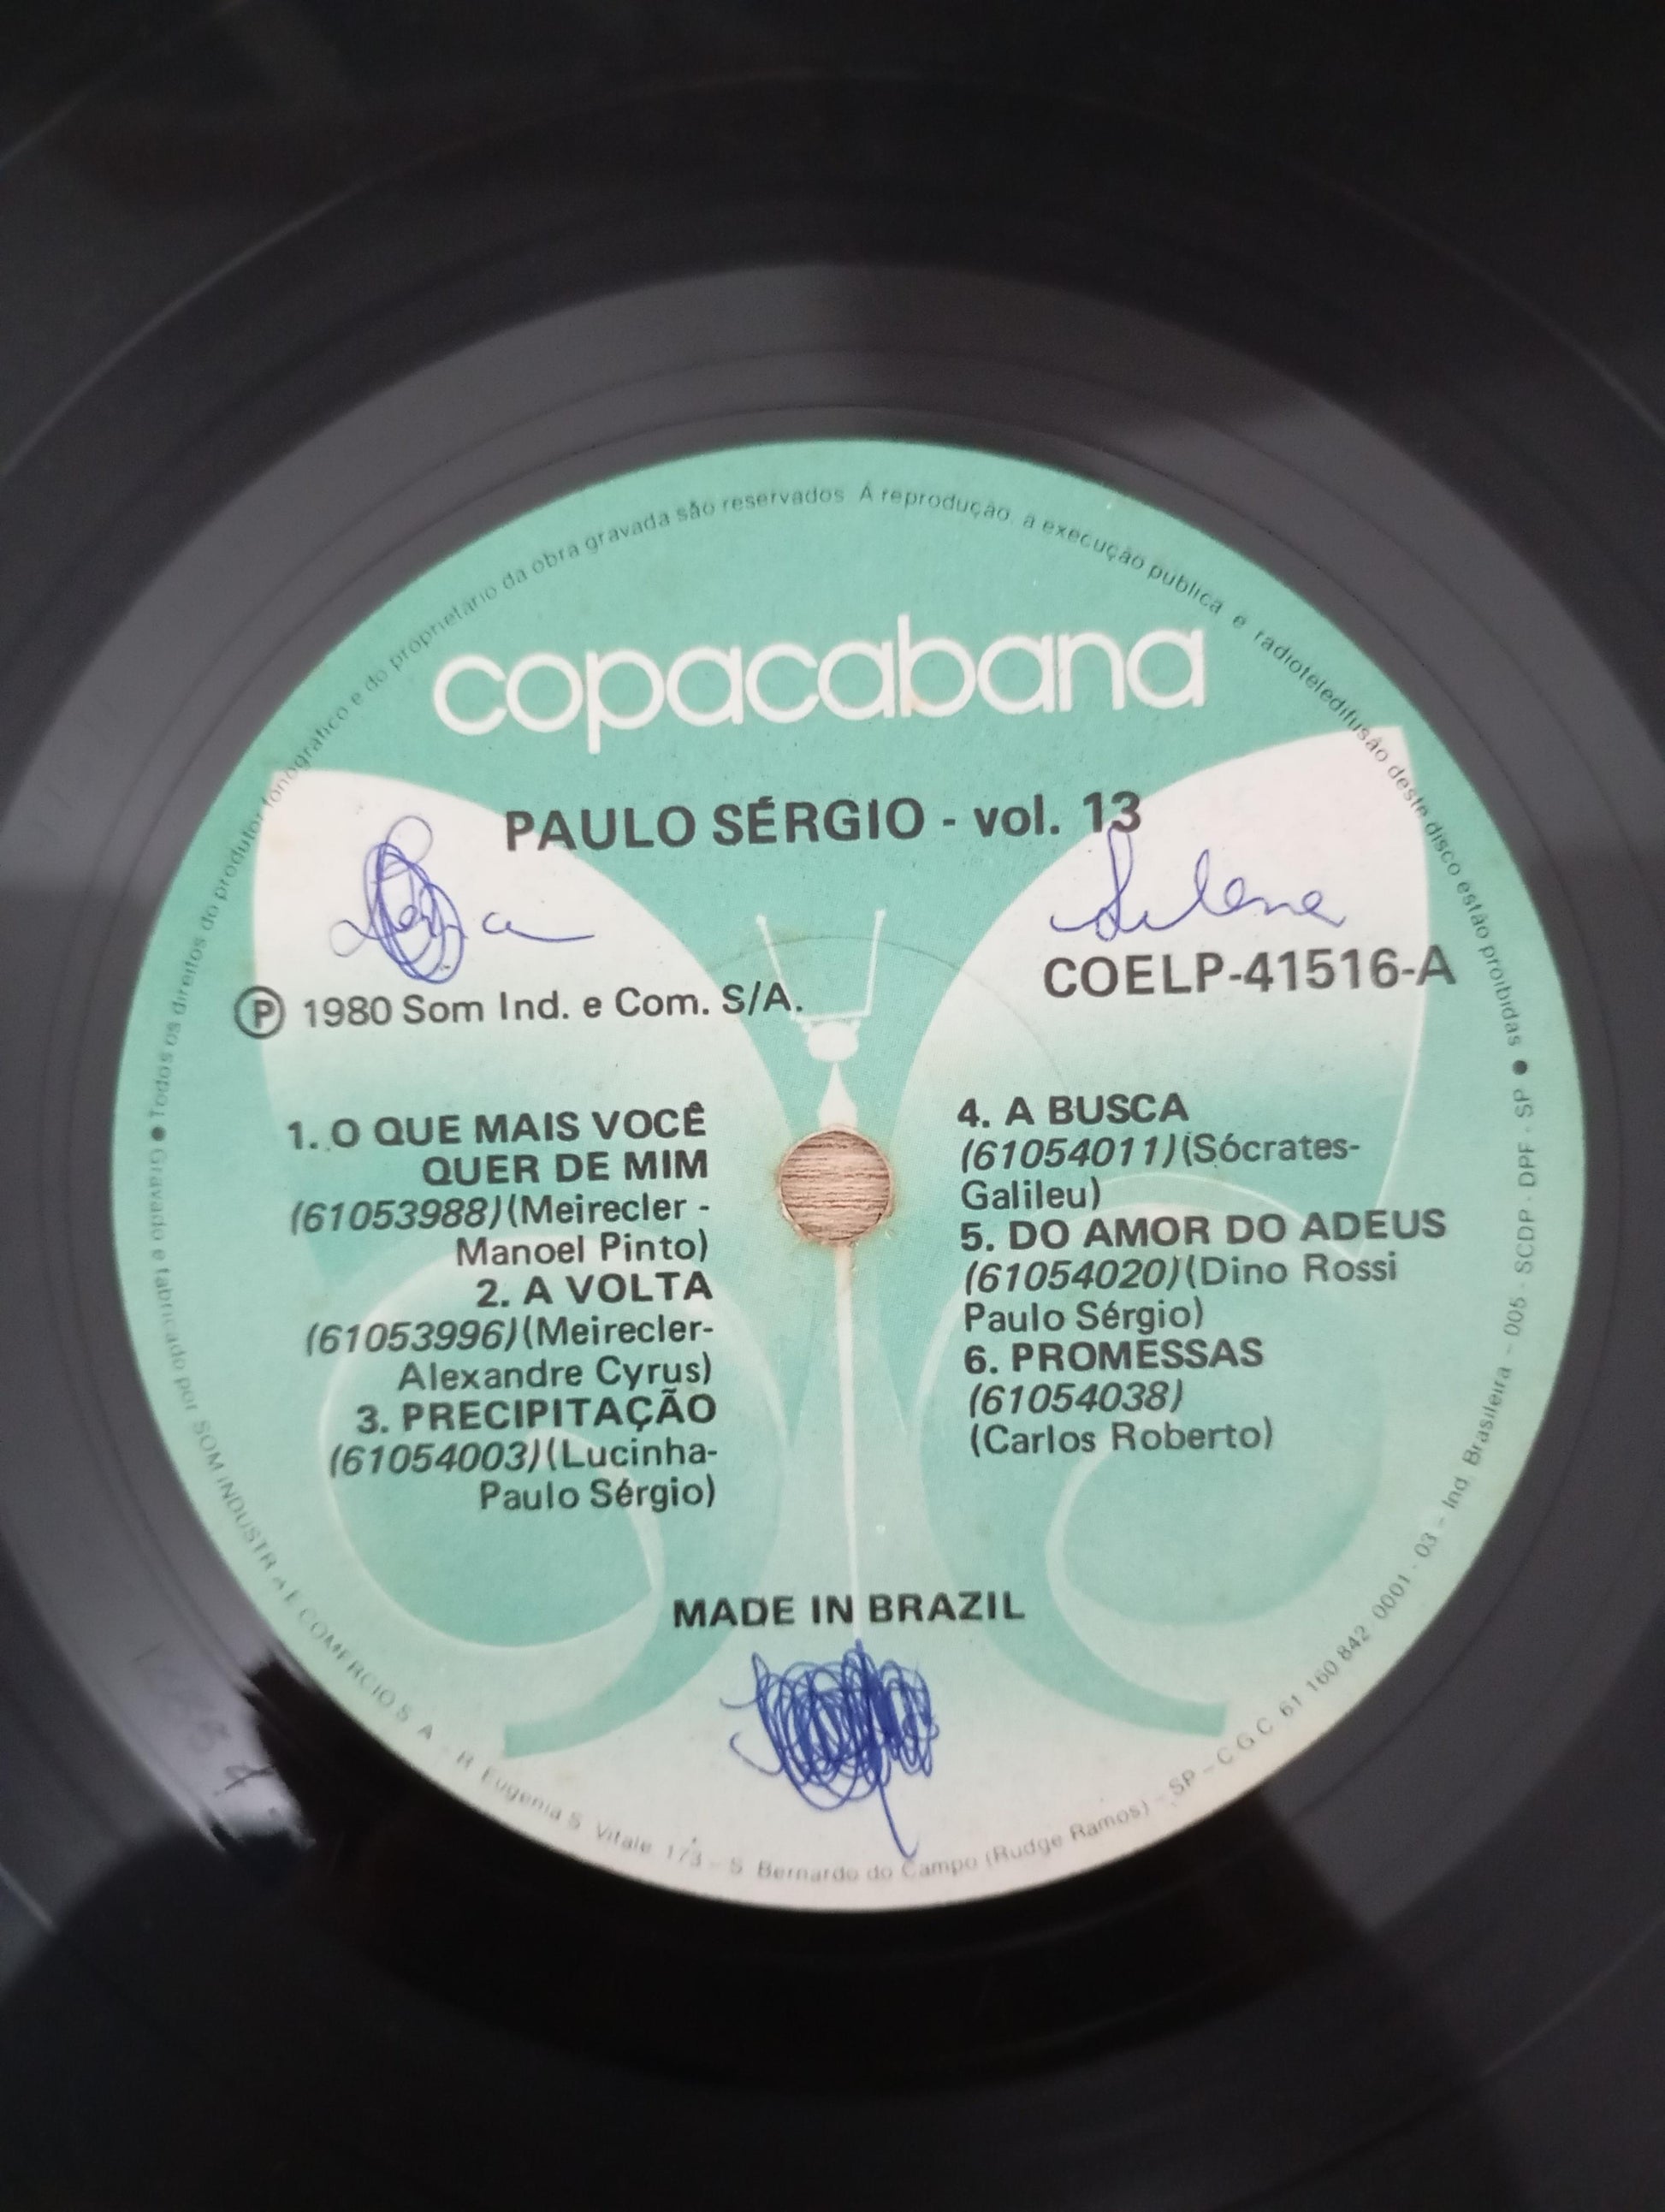 copacabana
PAULO SÉRGIO - vol. 13
Silene
COELP-41516-A
Ⓟ 1980 Som Ind. e Com. S/A.
1. O QUE MAIS VOCÊ
QUER DE MIM
(61053988)(Meirecler -
Manoel Pinto)
2. A VOLTA
(61053996)(Meirecler-
Alexandre Cyrus)
3. PRECIPITAÇÃO
(61054003)(Lucinha-
Paulo Sérgio)
4. A BUSCA
(61054011)(Sócrates-
Galileu)
5. DO AMOR DO ADEUS
(61054020)(Dino Rossi
Paulo Sérgio)
6. PROMESSAS
(61054038)
(Carlos Roberto)
MADE IN BRAZIL
● Todos os direitos do produtor fonográfico e do proprietário da obra gravada são reservados A reprodução, a execução pública e radioteledifusão deste disco estão proibidas ●
● Gravado e fabricado por SOM INDUSTRIA E COMERCIO S A - R Eugenia S Vitale 173 - S Bernardo do Campo (Rudge Ramos) - SP - C G C 61 160 842 0001 - 03 - Ind. Brasileira - 005 - SCDP - DPF - SP